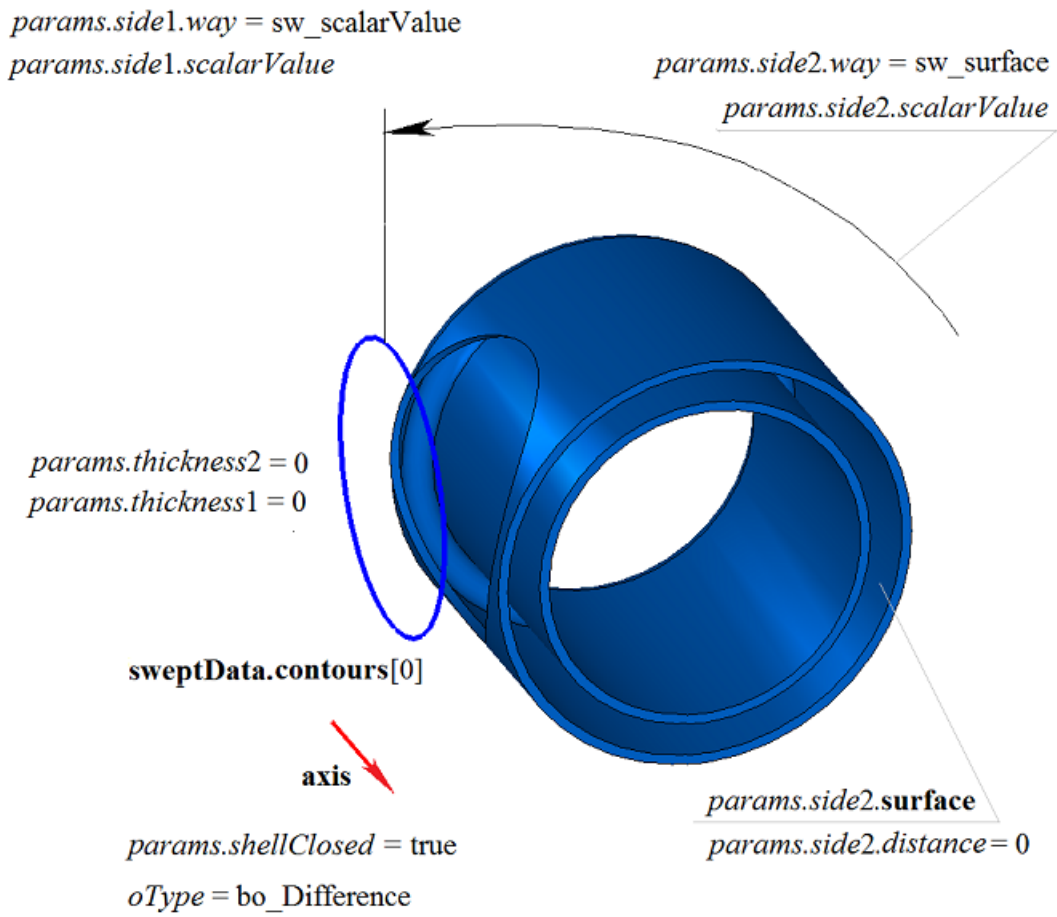 params.side1.way = sw_scalarValue
params.side1.scalarValue
params.side2.way = sw_surface
params.side2.scalarValue
params.thickness2 = 0
params.thickness1 = 0
sweptData.contours[0]
axis
params.side2.surface
params.side2.distance = 0
params.shellClosed = true
oType = bo_Difference